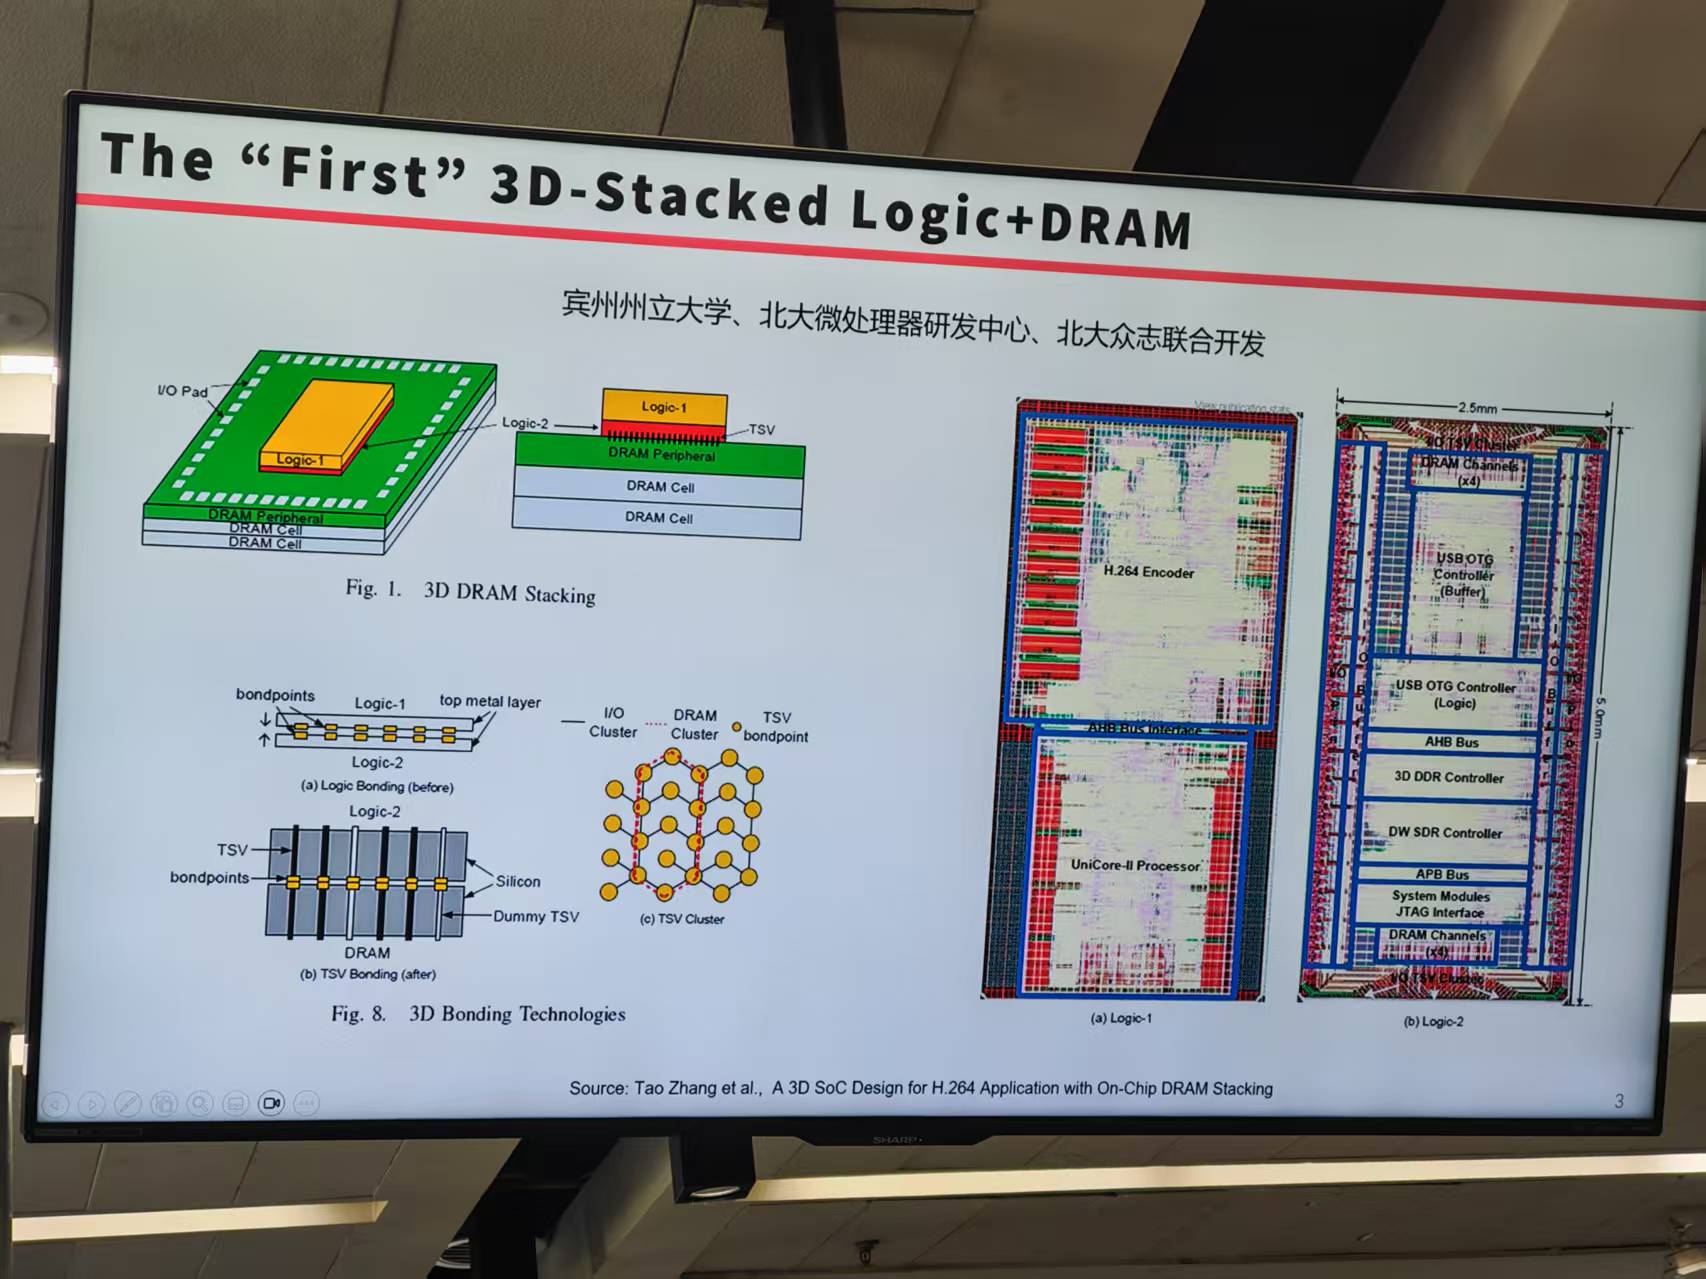 The “First” 3D-Stacked Logic+DRAM
宾州州立大学、北大微处理器研发中心、北大众志联合开发
I/O Pad
Logic-1
DRAM Peripheral
DRAM Cell
DRAM Cell
Logic-2
Logic-1
TSV
DRAM Peripheral
DRAM Cell
DRAM Cell
Fig. 1. 3D DRAM Stacking
bondpoints
Logic-1
top metal layer
Logic-2
(a) Logic Bonding (before)
Logic-2
TSV
bondpoints
Silicon
Dummy TSV
DRAM
(b) TSV Bonding (after)
I/O
Cluster
DRAM
Cluster
TSV
bondpoint
(c) TSV Cluster
Fig. 8. 3D Bonding Technologies
View publication stats
H.264 Encoder
AHB Bus Interface
UniCore-II Processor
(a) Logic-1
2.5mm
5.0mm
I/O TSV Cluster
DRAM Channels
(x4)
USB OTG
Controller
(Buffer)
USB OTG Controller
(Logic)
AHB Bus
3D DDR Controller
DW SDR Controller
APB Bus
System Modules
JTAG Interface
DRAM Channels
(x4)
I/O TSV Cluster
(b) Logic-2
Source: Tao Zhang et al., A 3D SoC Design for H.264 Application with On-Chip DRAM Stacking
3
SHARP